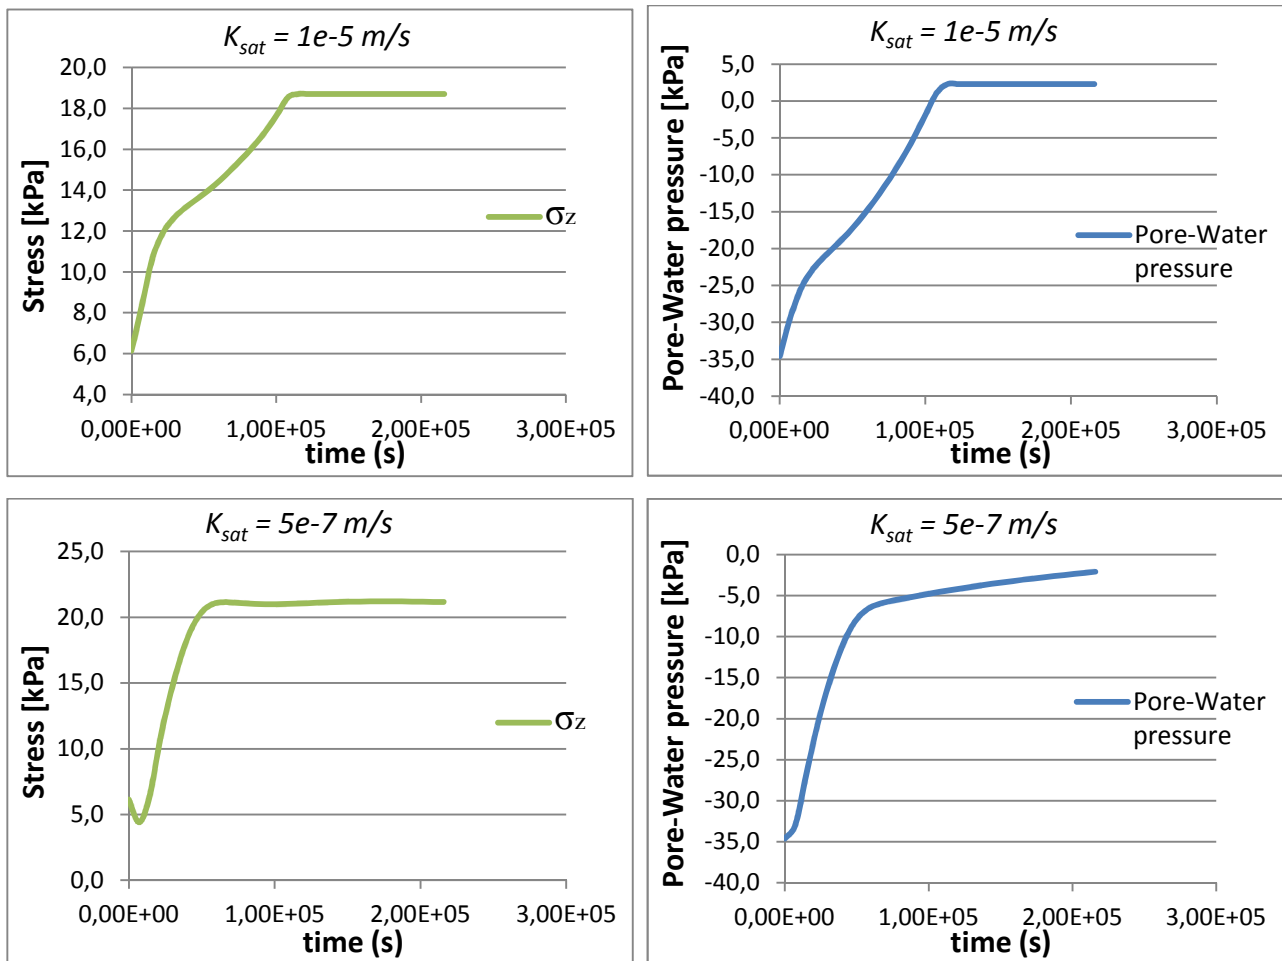 K_sat = 1e-5 m/s
Stress [kPa]
20,0
18,0
16,0
14,0
12,0
10,0
8,0
6,0
4,0
0,00E+00 1,00E+05 2,00E+05 3,00E+05
time (s)
σz
K_sat = 1e-5 m/s
Pore-Water pressure [kPa]
5,0
0,0
-5,0
-10,0
-15,0
-20,0
-25,0
-30,0
-35,0
-40,0
0,00E+00 1,00E+05 2,00E+05 3,00E+05
time (s)
Pore-Water
pressure
K_sat = 5e-7 m/s
Stress [kPa]
25,0
20,0
15,0
10,0
5,0
0,0
0,00E+00 1,00E+05 2,00E+05 3,00E+05
time (s)
σz
K_sat = 5e-7 m/s
Pore-Water pressure [kPa]
0,0
-5,0
-10,0
-15,0
-20,0
-25,0
-30,0
-35,0
-40,0
0,00E+00 1,00E+05 2,00E+05 3,00E+05
time (s)
Pore-Water
pressure